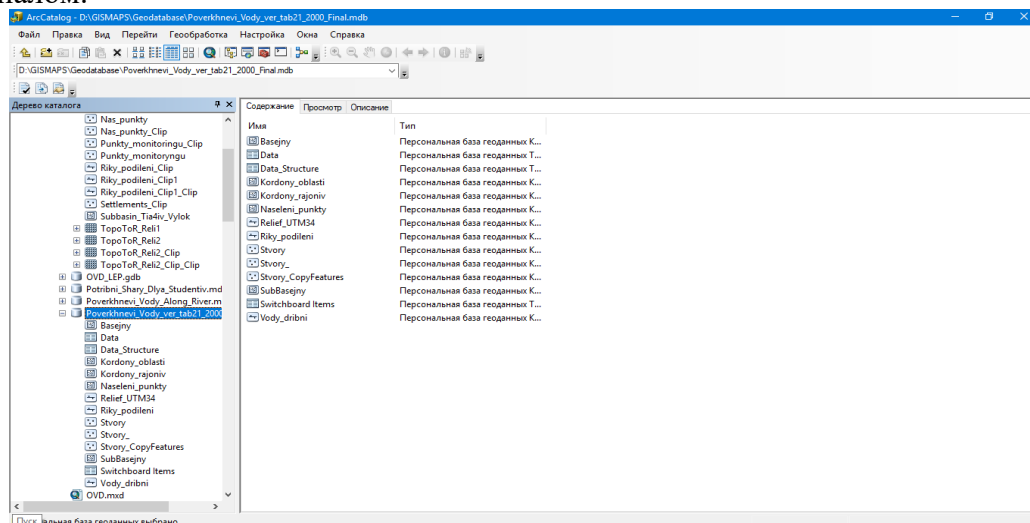 ArcCatalog - D:\GISMAPS\Geodatabase\Poverkhnevi_Vody_ver_tab21_2000_Final.mdb
Файл Правка Вид Перейти Геообработка Настройка Окна Справка
D:\GISMAPS\Geodatabase\Poverkhnevi_Vody_ver_tab21_2000_Final.mdb
Дерево каталога
Nas_punkty
Nas_punkty_Clip
Punkty_monitoringu_Clip
Punkty_monitoryngu
Riky_podileni_Clip
Riky_podileni_Clip1
Riky_podileni_Clip1_Clip
Settlements_Clip
Subbasin_Tia4iv_Vylok
TopoToR_Reli1
TopoToR_Reli2
TopoToR_Reli2_Clip
TopoToR_Reli2_Clip_Clip
OVD_LEP.gdb
Potribni_Shary_Dlya_Studentiv.md
Poverkhnevi_Vody_Along_River.m
Poverkhnevi_Vody_ver_tab21_2000
Basejny
Data
Data_Structure
Kordony_oblasti
Kordony_rajoniv
Naseleni_punkty
Relief_UTM34
Riky_podileni
Stvory
Stvory_
Stvory_CopyFeatures
SubBasejny
Switchboard Items
Vody_dribni
OVD.mxd
Содержание Просмотр Описание
Имя Тип
Basejny Персональная база геоданных К...
Data Персональная база геоданных Т...
Data_Structure Персональная база геоданных Т...
Kordony_oblasti Персональная база геоданных К...
Kordony_rajoniv Персональная база геоданных К...
Naseleni_punkty Персональная база геоданных К...
Relief_UTM34 Персональная база геоданных К...
Riky_podileni Персональная база геоданных К...
Stvory Персональная база геоданных К...
Stvory_ Персональная база геоданных К...
Stvory_CopyFeatures Персональная база геоданных К...
SubBasejny Персональная база геоданных К...
Switchboard Items Персональная база геоданных Т...
Vody_dribni Персональная база геоданных К...
Пуск альная база геоданных выбрано